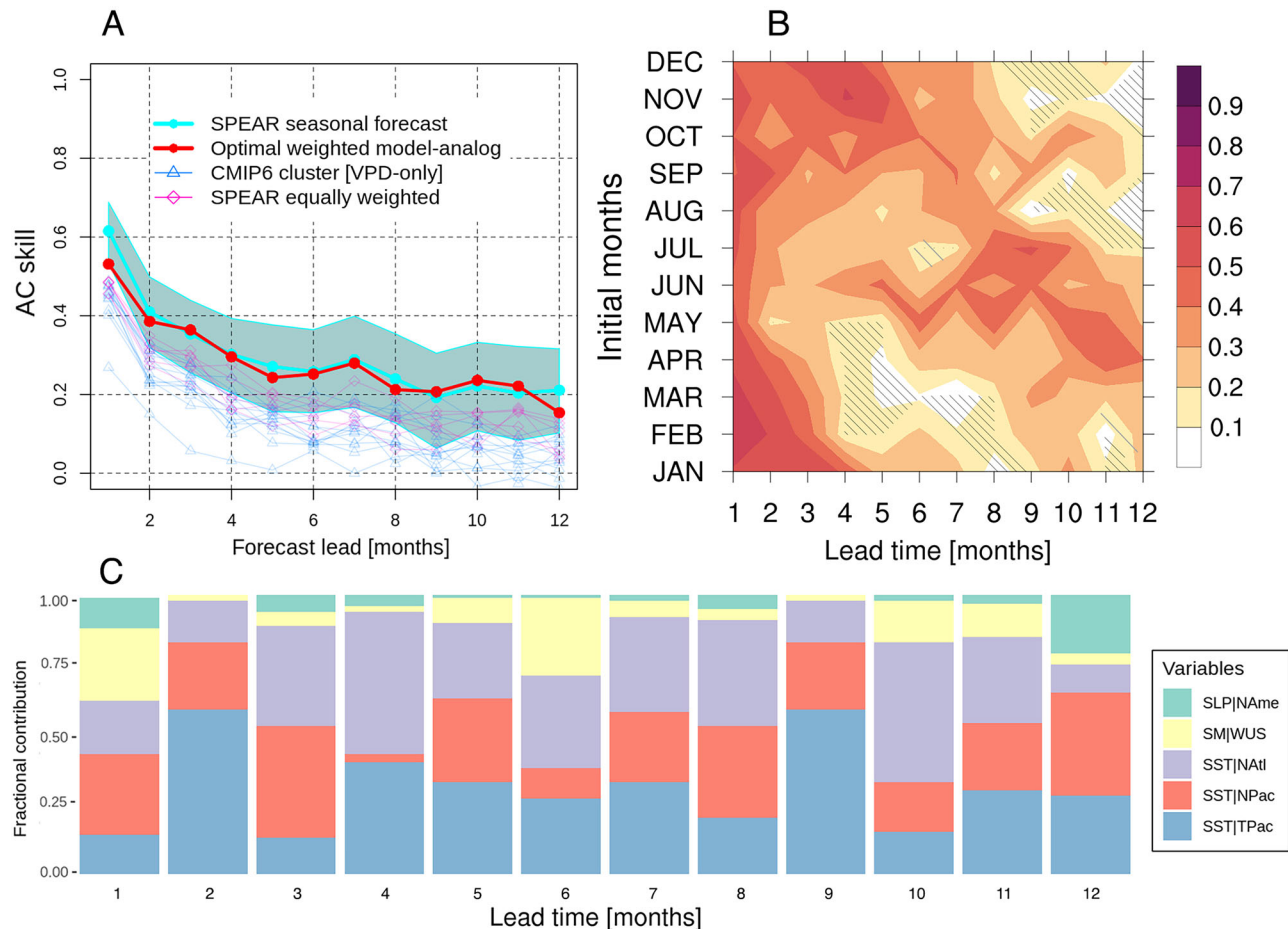 A
AC skill
1.0
0.8
0.6
0.4
0.2
0.0
SPEAR seasonal forecast
Optimal weighted model-analog
CMIP6 cluster [VPD-only]
SPEAR equally weighted
2 4 6 8 10 12
Forecast lead [months]
B
Initial months
DEC
NOV
OCT
SEP
AUG
JUL
JUN
MAY
APR
MAR
FEB
JAN
1 2 3 4 5 6 7 8 9 10 11 12
Lead time [months]
0.9
0.8
0.7
0.6
0.5
0.4
0.3
0.2
0.1
C
Fractional contribution
1.00
0.75
0.50
0.25
0.00
1 2 3 4 5 6 7 8 9 10 11 12
Lead time [months]
Variables
SLP|NAme
SM|WUS
SST|NAtl
SST|NPac
SST|TPac